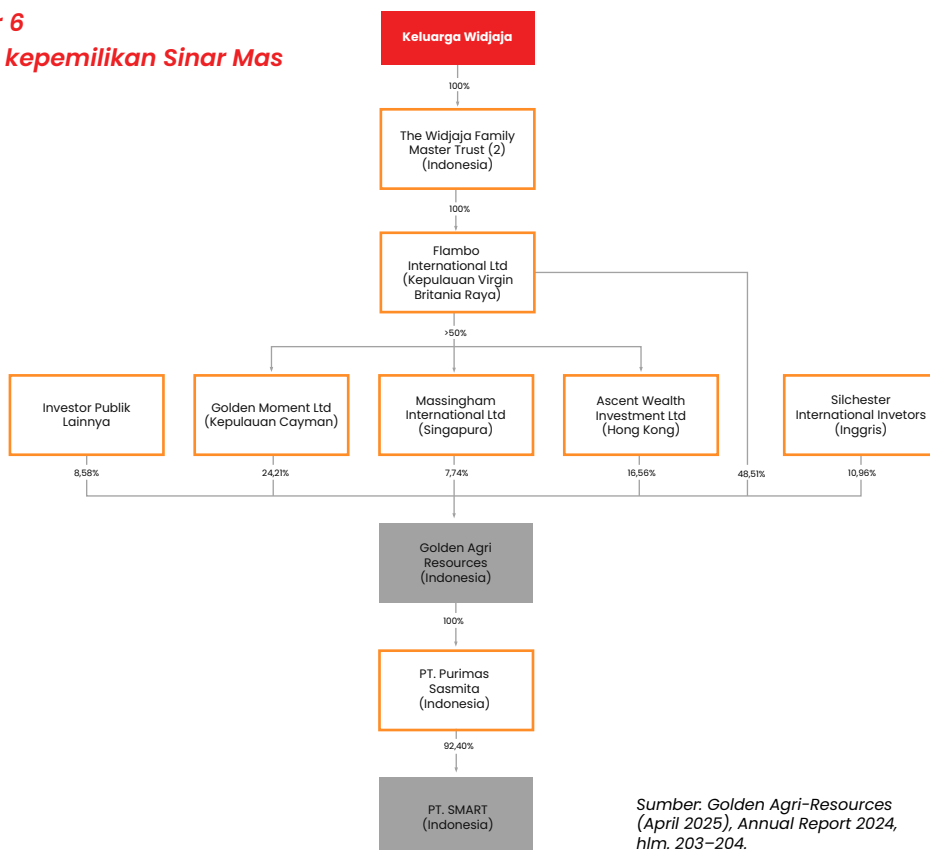 r 6
kepemilikan Sinar Mas
Keluarga Widjaja
100%
The Widjaja Family
Master Trust (2)
(Indonesia)
100%
Flambo
International Ltd
(Kepulauan Virgin
Britania Raya)
>50%
Investor Publik
Lainnya
Golden Moment Ltd
(Kepulauan Cayman)
Massingham
International Ltd
(Singapura)
Ascent Wealth
Investment Ltd
(Hong Kong)
Silchester
International Invetors
(Inggris)
8,58%
24,21%
7,74%
16,56%
48,51%
10,96%
Golden Agri
Resources
(Indonesia)
100%
PT. Purimas
Sasmita
(Indonesia)
92,40%
PT. SMART
(Indonesia)
Sumber: Golden Agri-Resources
(April 2025), Annual Report 2024,
hlm. 203–204.